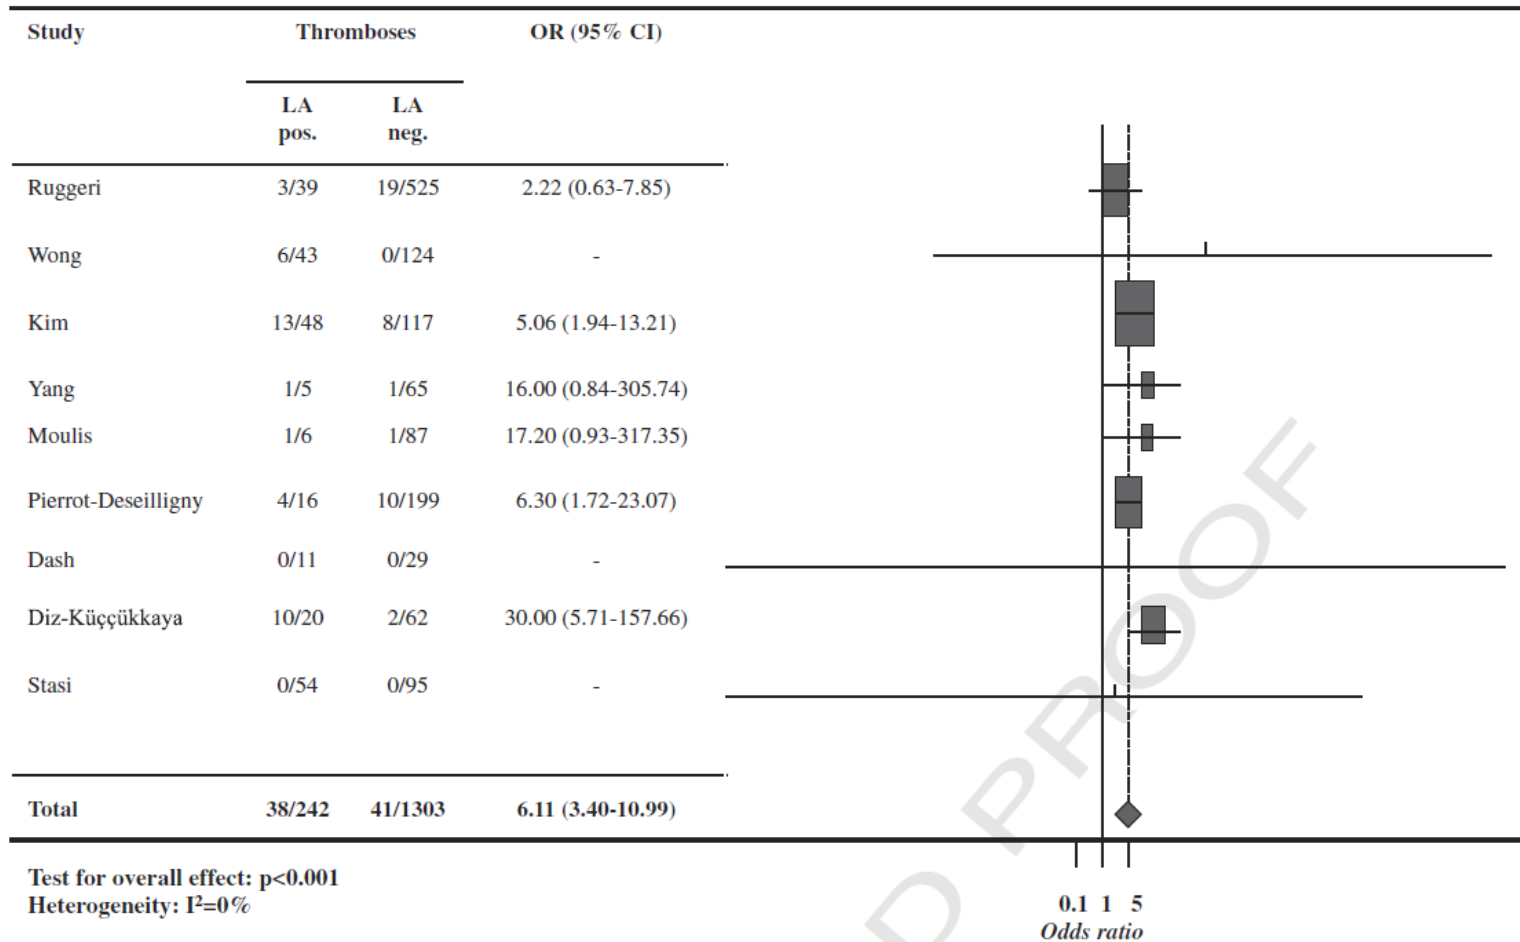 Study Thromboses OR (95% CI)
LA pos. LA neg.
Ruggeri 3/39 19/525 2.22 (0.63-7.85)
Wong 6/43 0/124 -
Kim 13/48 8/117 5.06 (1.94-13.21)
Yang 1/5 1/65 16.00 (0.84-305.74)
Moulis 1/6 1/87 17.20 (0.93-317.35)
Pierrot-Deseilligny 4/16 10/199 6.30 (1.72-23.07)
Dash 0/11 0/29 -
Diz-Küççükkaya 10/20 2/62 30.00 (5.71-157.66)
Stasi 0/54 0/95 -
Total 38/242 41/1303 6.11 (3.40-10.99)
Test for overall effect: p<0.001
Heterogeneity: I²=0%
0.1 1 5
Odds ratio
D PROOF